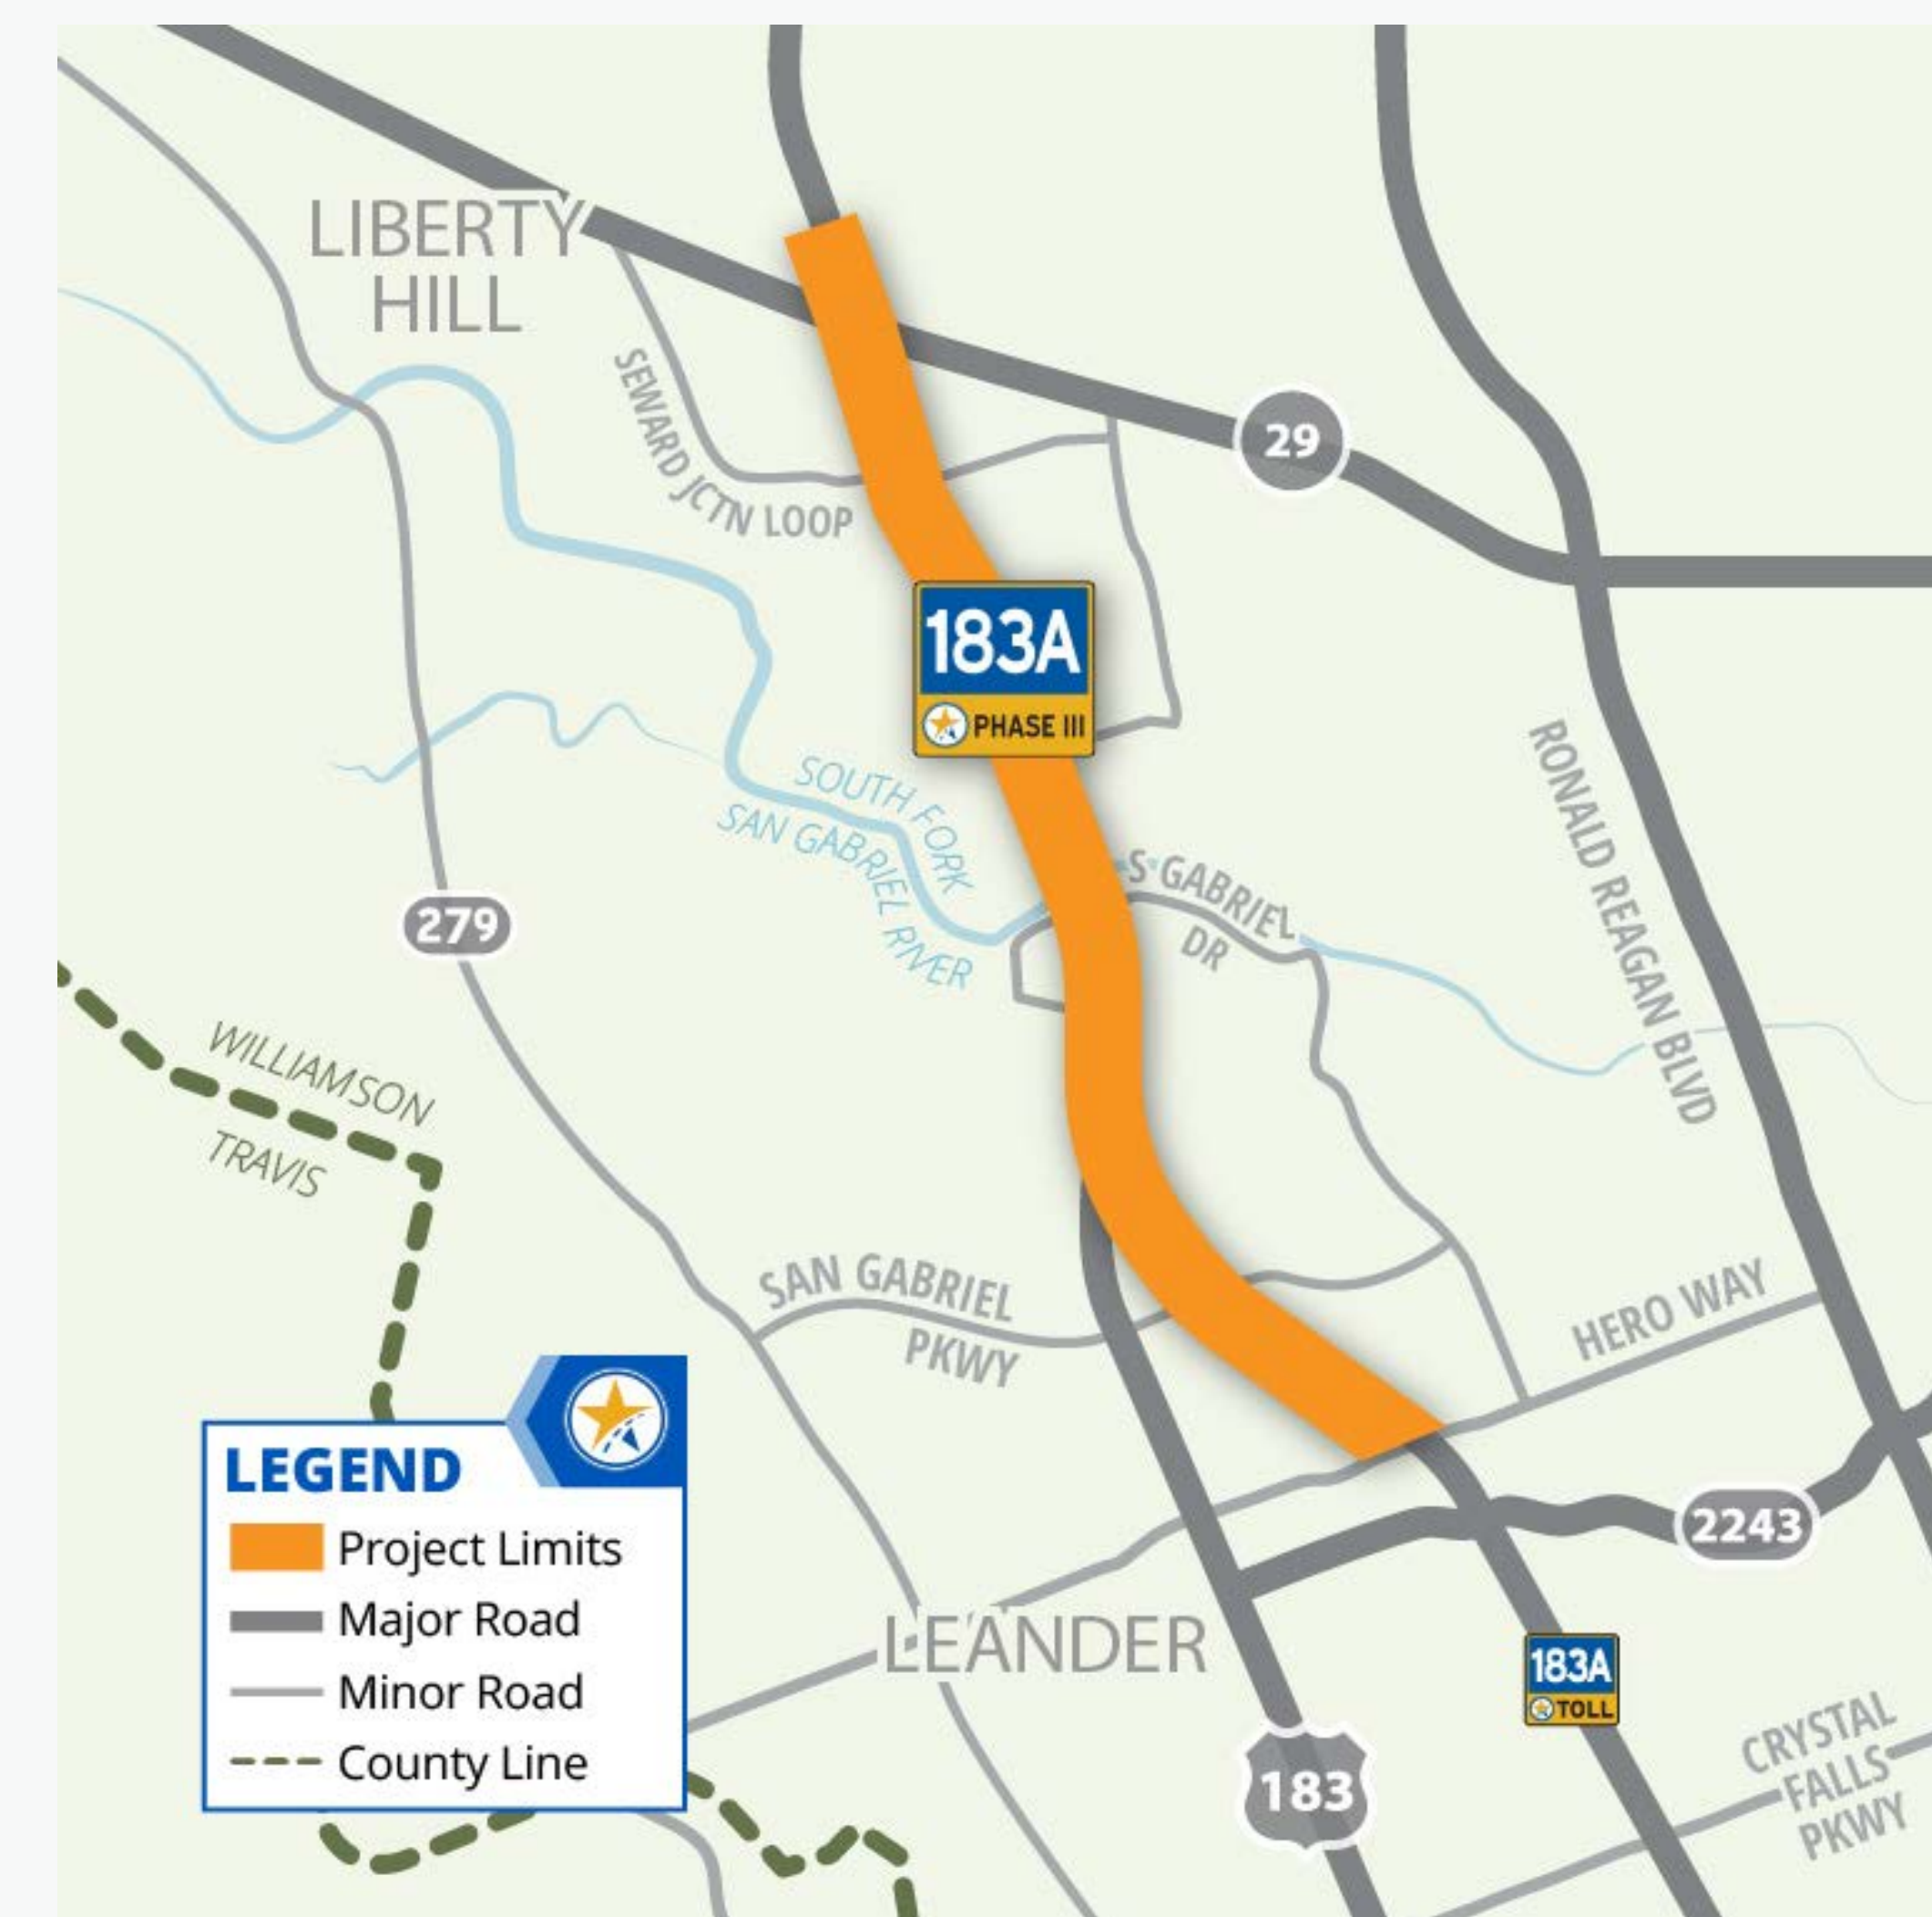 LIBERTY
HILL
29
SEWARD JCTN LOOP
183A
PHASE III
RONALD REAGAN BLVD
SOUTH FORK
SAN GABRIEL RIVER
S GABRIEL
DR
279
WILLIAMSON
TRAVIS
SAN GABRIEL
PKWY
HERO WAY
LEGEND
Project Limits
Major Road
Minor Road
County Line
2243
LEANDER
183A
TOLL
183
CRYSTAL
FALLS
PKWY